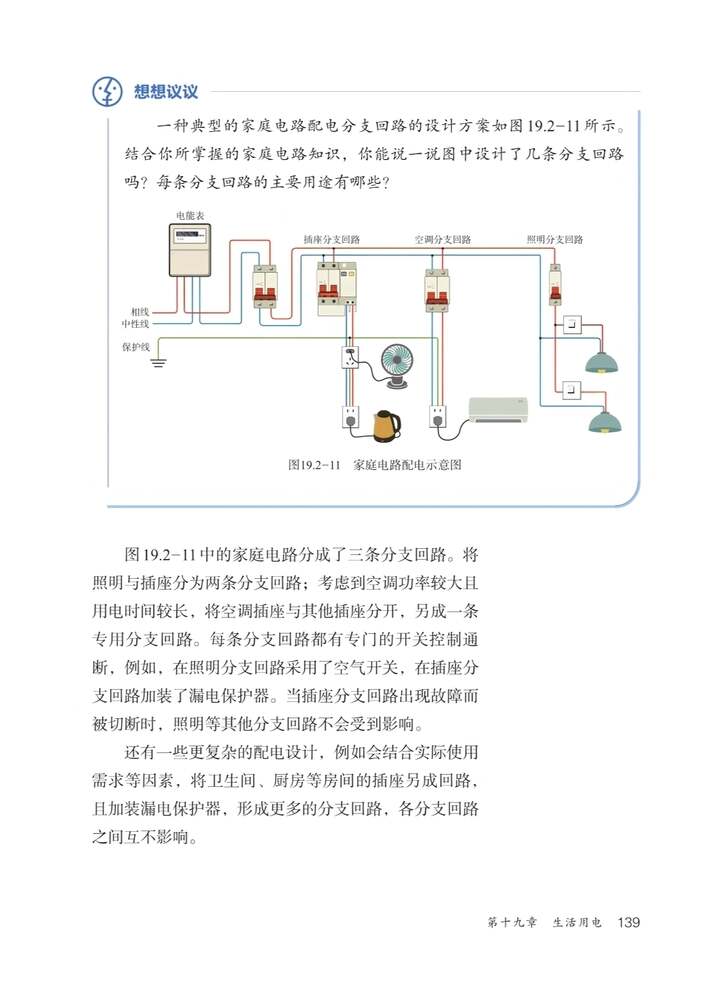 想想议议
一种典型的家庭电路配电分支回路的设计方案如图19.2-11所示。
结合你所掌握的家庭电路知识，你能说一说图中设计了几条分支回路
吗？每条分支回路的主要用途有哪些？
电能表
插座分支回路
空调分支回路
照明分支回路
相线
中性线
保护线
图19.2-11 家庭电路配电示意图
图19.2-11中的家庭电路分成了三条分支回路。将
照明与插座分为两条分支回路；考虑到空调功率较大且
用电时间较长，将空调插座与其他插座分开，另成一条
专用分支回路。每条分支回路都有专门的开关控制通
断，例如，在照明分支回路采用了空气开关，在插座分
支回路加装了漏电保护器。当插座分支回路出现故障而
被切断时，照明等其他分支回路不会受到影响。
还有一些更复杂的配电设计，例如会结合实际使用
需求等因素，将卫生间、厨房等房间的插座另成回路，
且加装漏电保护器，形成更多的分支回路，各分支回路
之间互不影响。
第十九章 生活用电 139